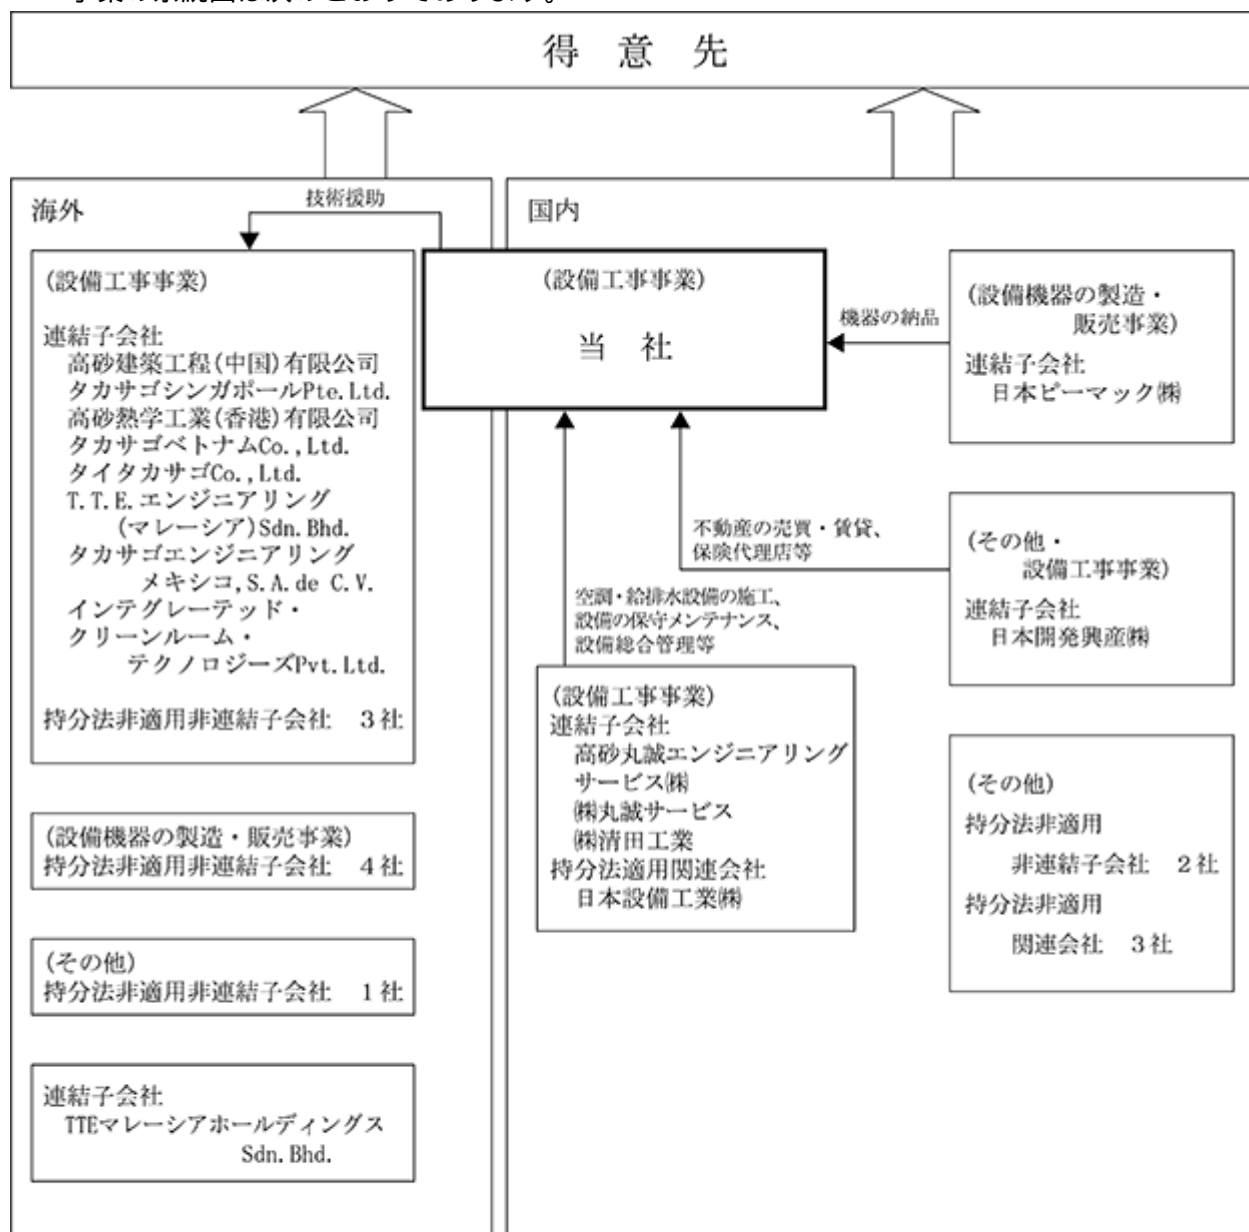 得 意 先
海外
技術援助
(設備工事事業)
連結子会社
高砂建築工程(中国)有限公司
タカサゴシンガポールPte.Ltd.
高砂熱学工業(香港)有限公司
タカサゴベトナムCo.,Ltd.
タイタカサゴCo.,Ltd.
T.T.E.エンジニアリング
(マレーシア)Sdn.Bhd.
タカサゴエンジニアリング
メキシコ,S.A.de C.V.
インテグレーテッド・
クリーンルーム・
テクノロジーズPvt.Ltd.
持分法非適用非連結子会社 3社
(設備機器の製造・販売事業)
持分法非適用非連結子会社 4社
(その他)
持分法非適用非連結子会社 1社
連結子会社
TTEマレーシアホールディングス
Sdn.Bhd.
国内
(設備工事事業)
当 社
機器の納品
(設備機器の製造・
販売事業)
連結子会社
日本ピーマック㈱
不動産の売買・賃貸、
保険代理店等
(その他・
設備工事事業)
連結子会社
日本開発興産㈱
空調・給排水設備の施工、
設備の保守メンテナンス、
設備総合管理等
(設備工事事業)
連結子会社
高砂丸誠エンジニアリング
サービス㈱
㈱丸誠サービス
㈱清田工業
持分法適用関連会社
日本設備工業㈱
(その他)
持分法非適用
非連結子会社 2社
持分法非適用
関連会社 3社